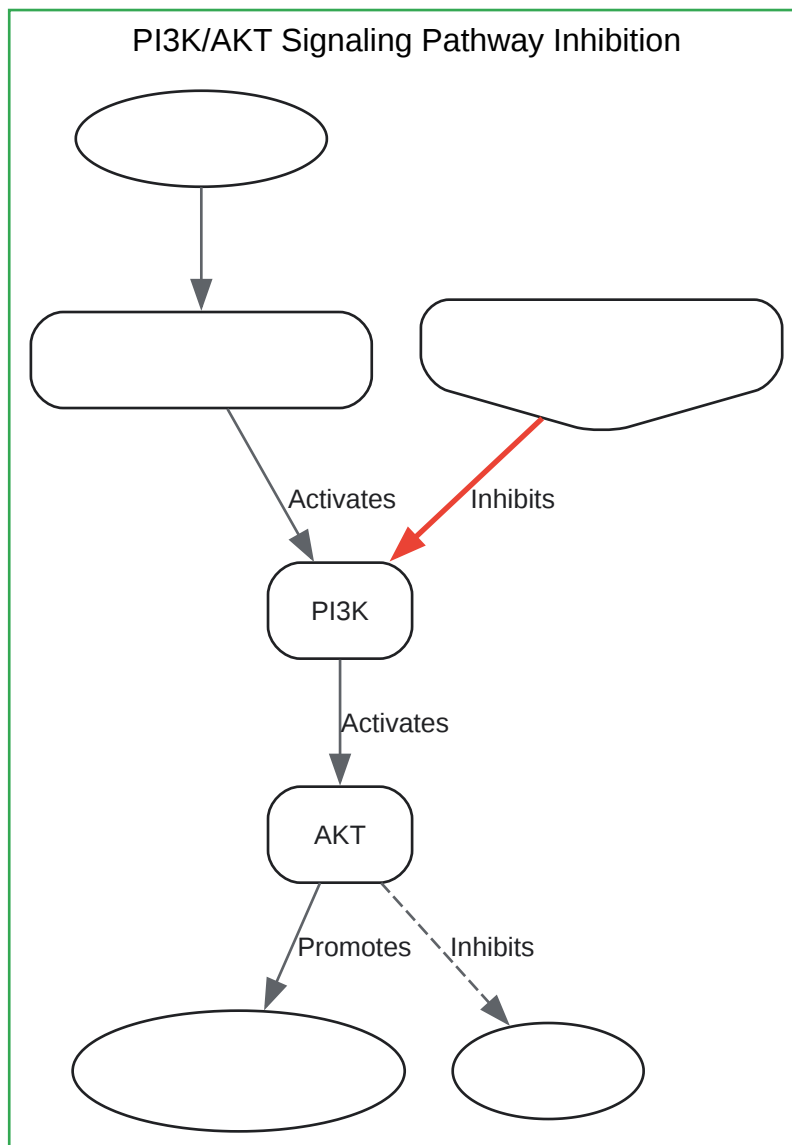 PI3K/AKT Signaling Pathway Inhibition
Activates
Inhibits
PI3K
Activates
AKT
Promotes
Inhibits